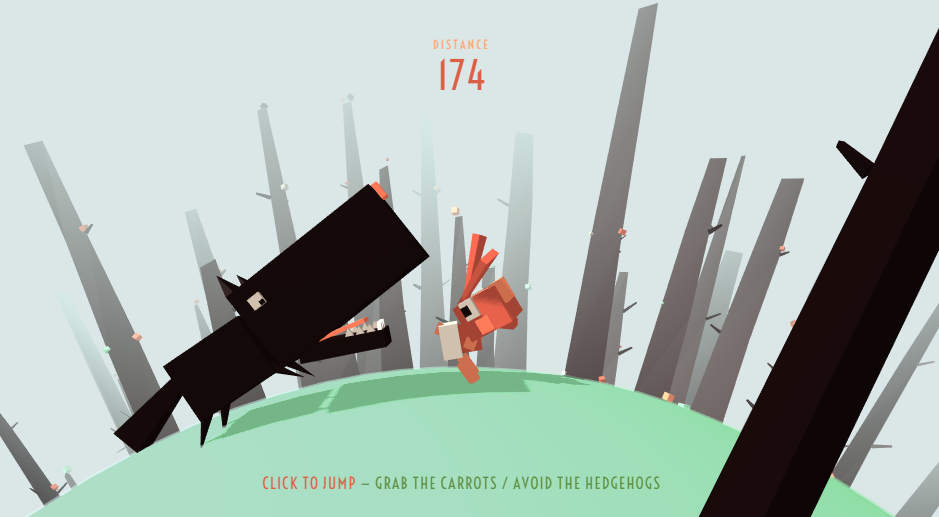 DISTANCE
174
CLICK TO JUMP – GRAB THE CARROTS / AVOID THE HEDGEHOGS